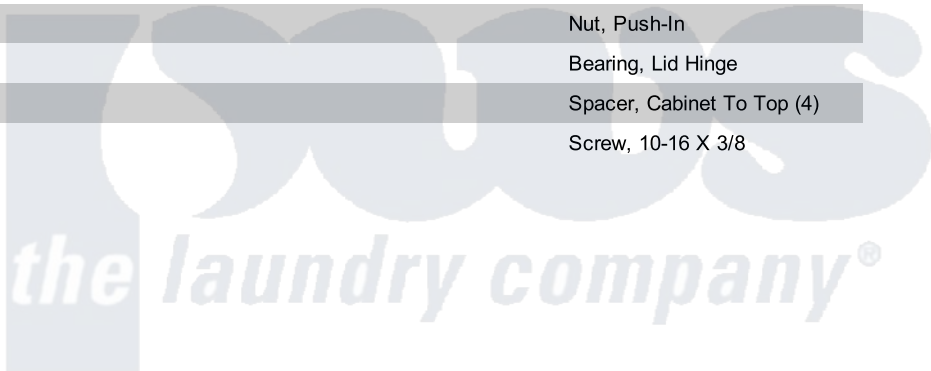 Nut, Push-In
Bearing, Lid Hinge
Spacer, Cabinet To Top (4)
Screw, 10-16 X 3/8
pws
the laundry company®